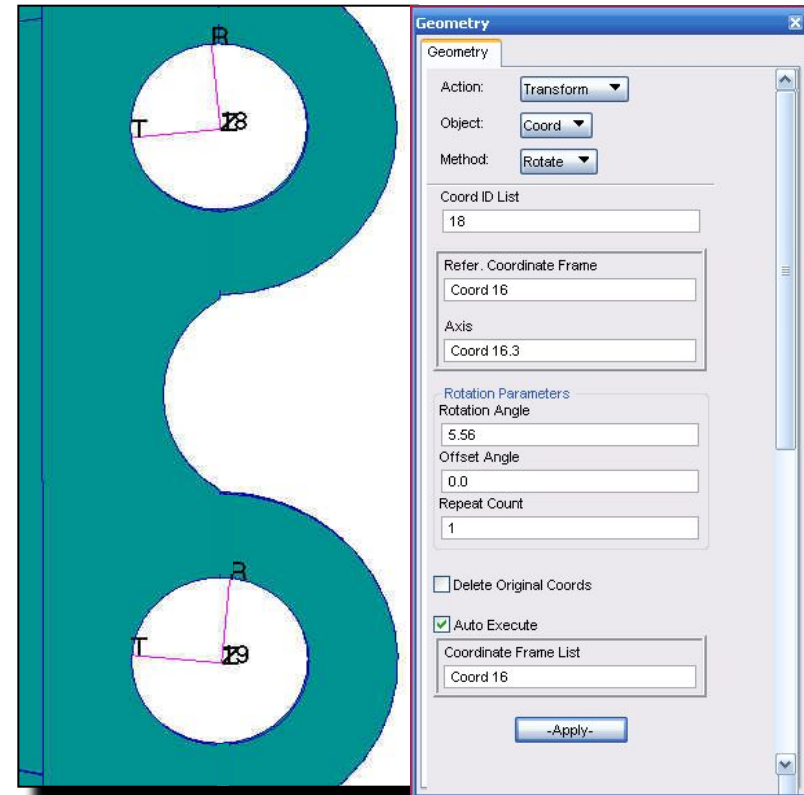 R
T
18
R
T
19
Geometry
Geometry
Action: Transform
Object: Coord
Method: Rotate
Coord ID List
18
Refer. Coordinate Frame
Coord 16
Axis
Coord 16.3
Rotation Parameters
Rotation Angle
5.56
Offset Angle
0.0
Repeat Count
1
Delete Original Coords
Auto Execute
Coordinate Frame List
Coord 16
-Apply-